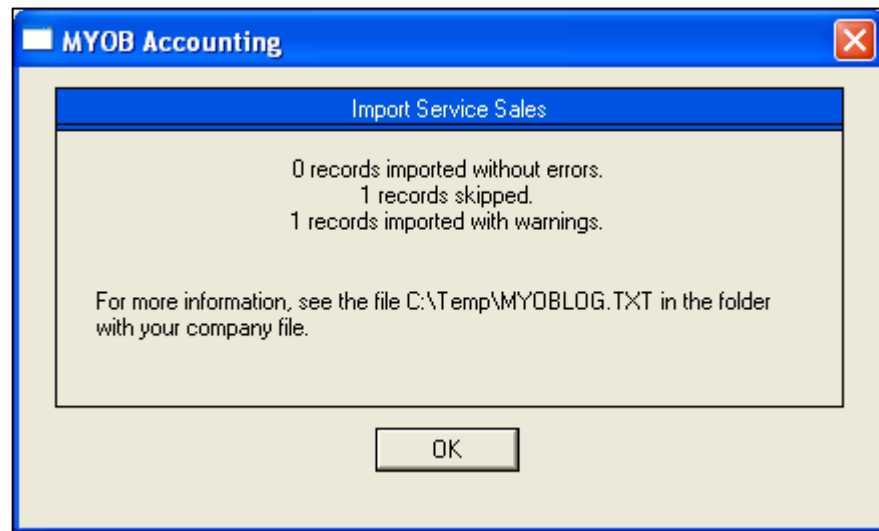 MYOB Accounting
Import Service Sales
0 records imported without errors.
1 records skipped.
1 records imported with warnings.
For more information, see the file C:\Temp\MYOBLOG.TXT in the folder
with your company file.
OK